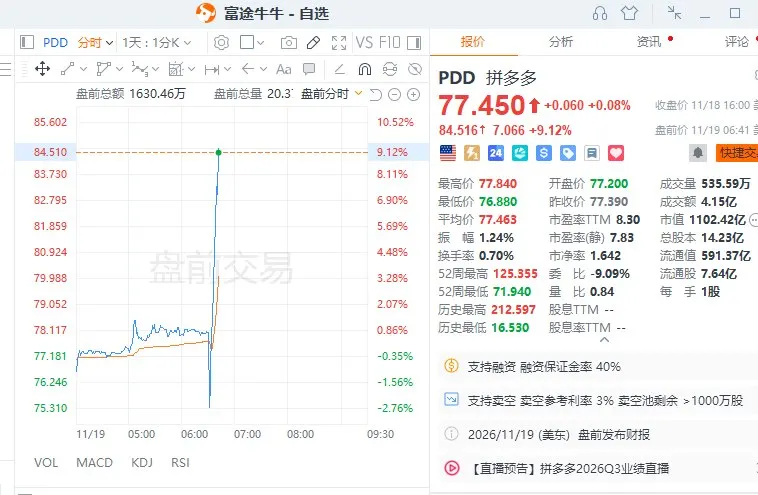 富途牛牛 - 自选
PDD 分时 1天 : 1分K VS F10
Aa
盘前总额 1630.46万 盘前总量 20.37 盘前分时
85.602 10.52%
84.510 9.12%
83.730 8.11%
82.795 6.90%
81.859 5.69%
80.924 4.48%
79.988 3.28%
79.052 2.07%
78.117 0.86%
77.181 -0.35%
76.246 -1.56%
75.310 -2.76%
盘前交易
11/19 05:00 06:00 07:00 08:00 09:30
VOL MACD KDJ RSI
报价 分析 资讯 评论
PDD 拼多多
77.450 +0.060 +0.08% 收盘价 11/18 16:00
84.516 7.066 +9.12% 盘前价 11/19 06:41
24 快捷交易
最高价 77.840 开盘价 77.200 成交量 535.59万
最低价 76.880 昨收价 77.390 成交额 4.15亿
平均价 77.463 市盈率TTM 8.30 市值 1102.42亿
振 幅 1.24% 市盈率(静) 7.83 总股本 14.23亿
换手率 0.70% 市净率 1.642 流通值 591.37亿
52周最高 125.355 委 比 -9.09% 流通股 7.64亿
52周最低 71.940 量 比 0.84 每 手 1股
历史最高 212.597 股息TTM --
历史最低 16.530 股息率TTM --
支持融资 融资保证金率 40%
支持卖空 卖空参考利率 3% 卖空池剩余 >1000万股
2026/11/19 (美东) 盘前发布财报
【直播预告】拼多多2026Q3业绩直播